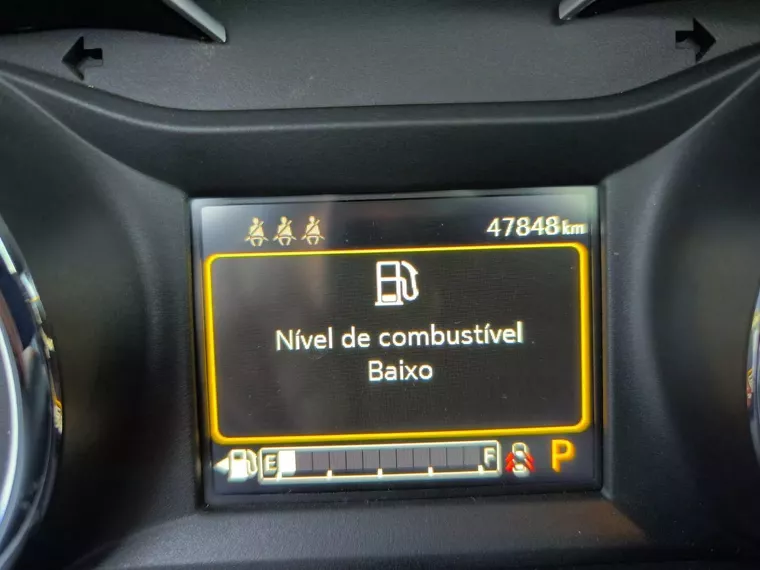 47848 km
Nível de combustível
Baixo
E F P